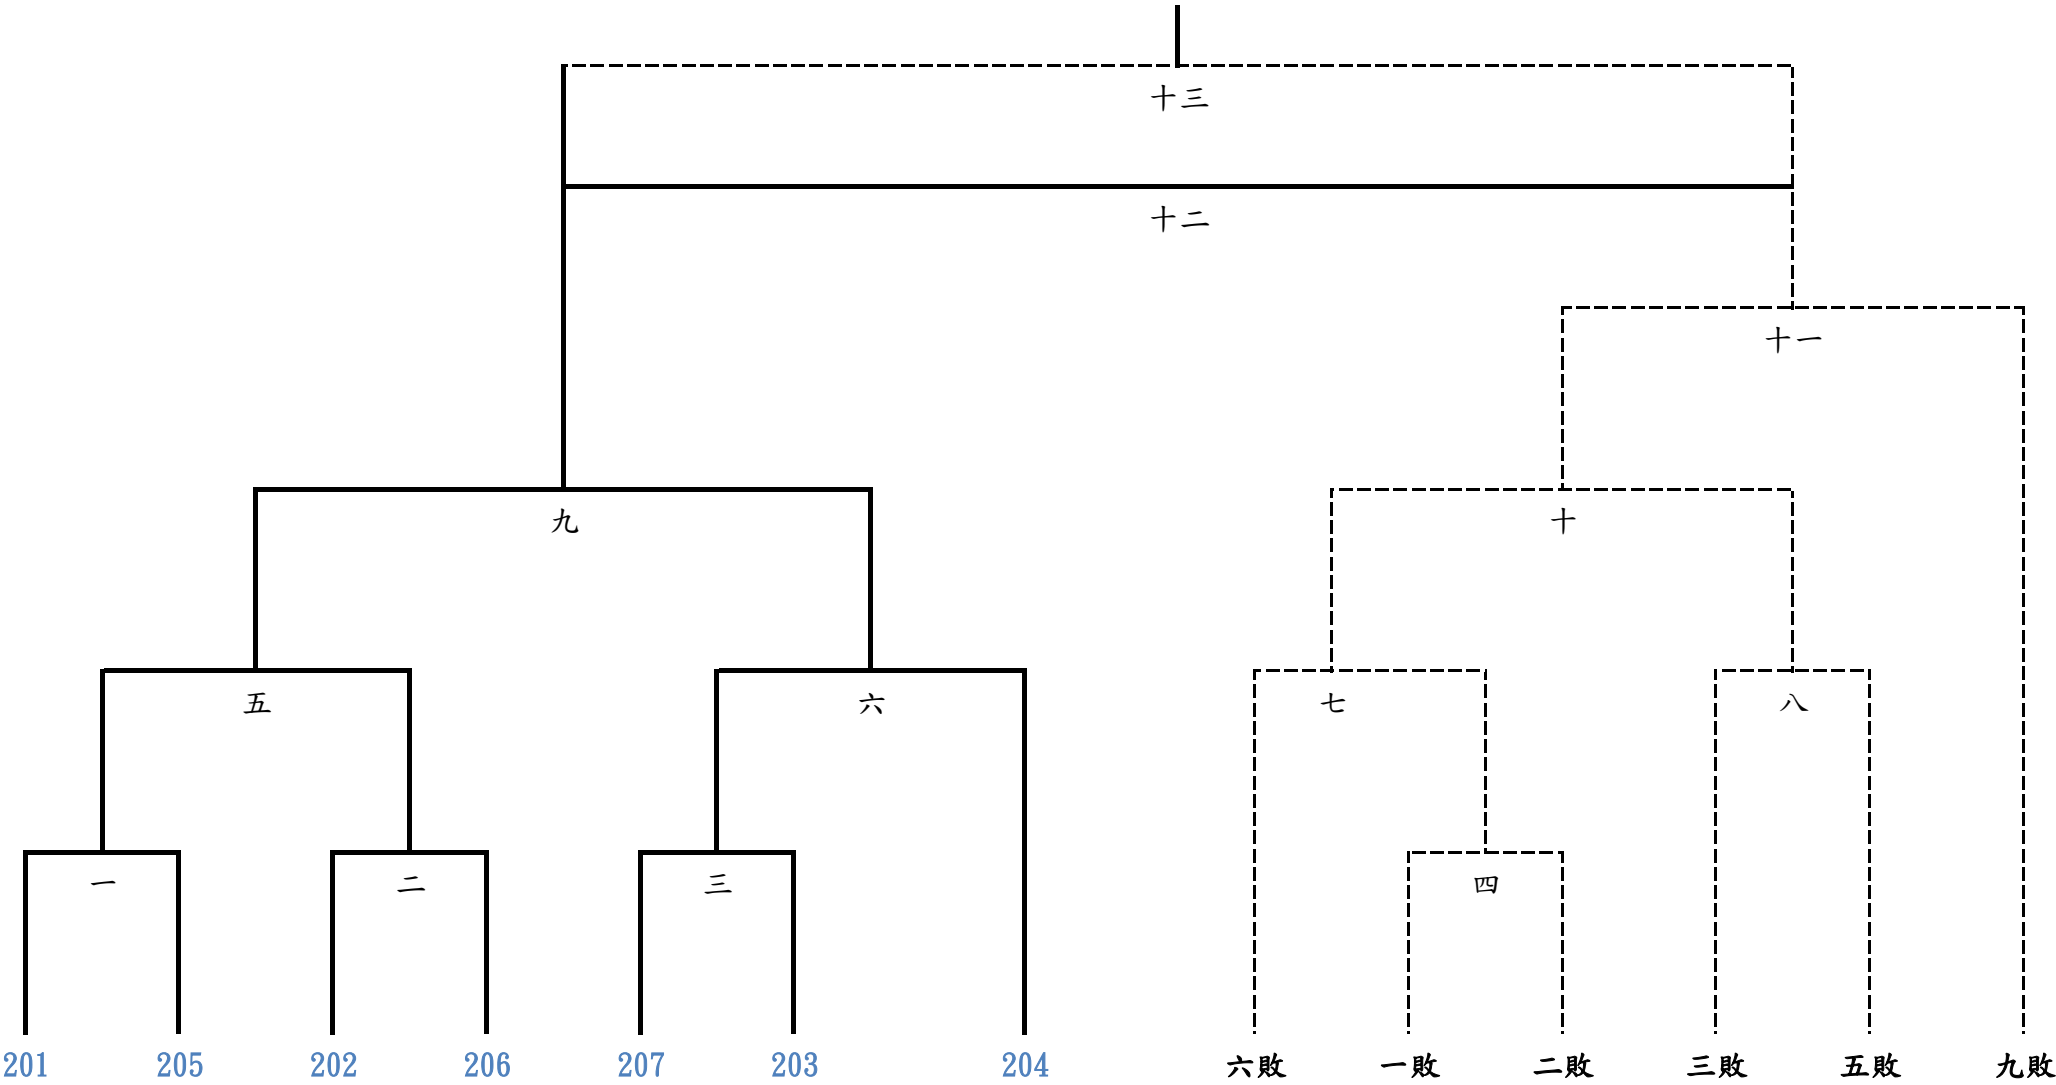 十三
十二
十一
九
十
五
六
七
八
一
二
三
四
201 205 202 206 207 203 204 六敗 一敗 二敗 三敗 五敗 九敗